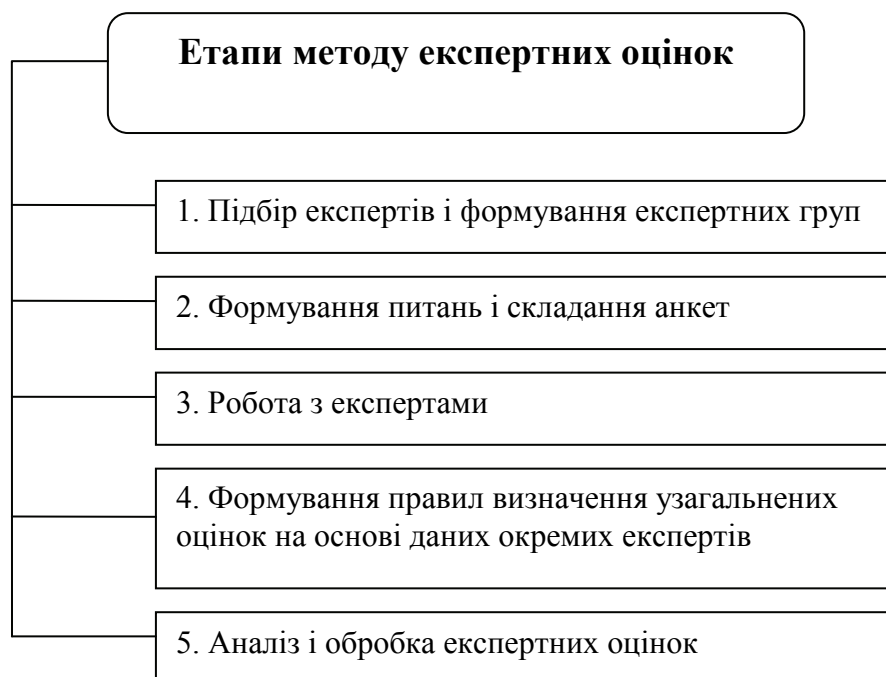 Етапи методу експертних оцінок
1. Підбір експертів і формування експертних груп
2. Формування питань і складання анкет
3. Робота з експертами
4. Формування правил визначення узагальнених
оцінок на основі даних окремих експертів
5. Аналіз і обробка експертних оцінок